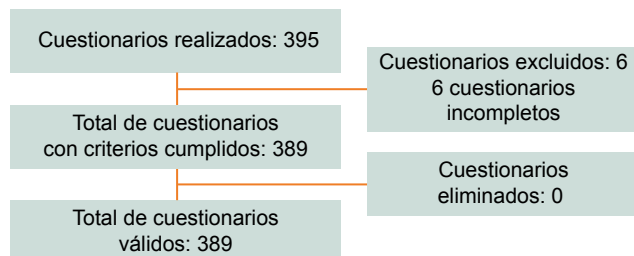 Cuestionarios realizados: 395
Cuestionarios excluidos: 6
6 cuestionarios
incompletos
Total de cuestionarios
con criterios cumplidos: 389
Cuestionarios
eliminados: 0
Total de cuestionarios
válidos: 389